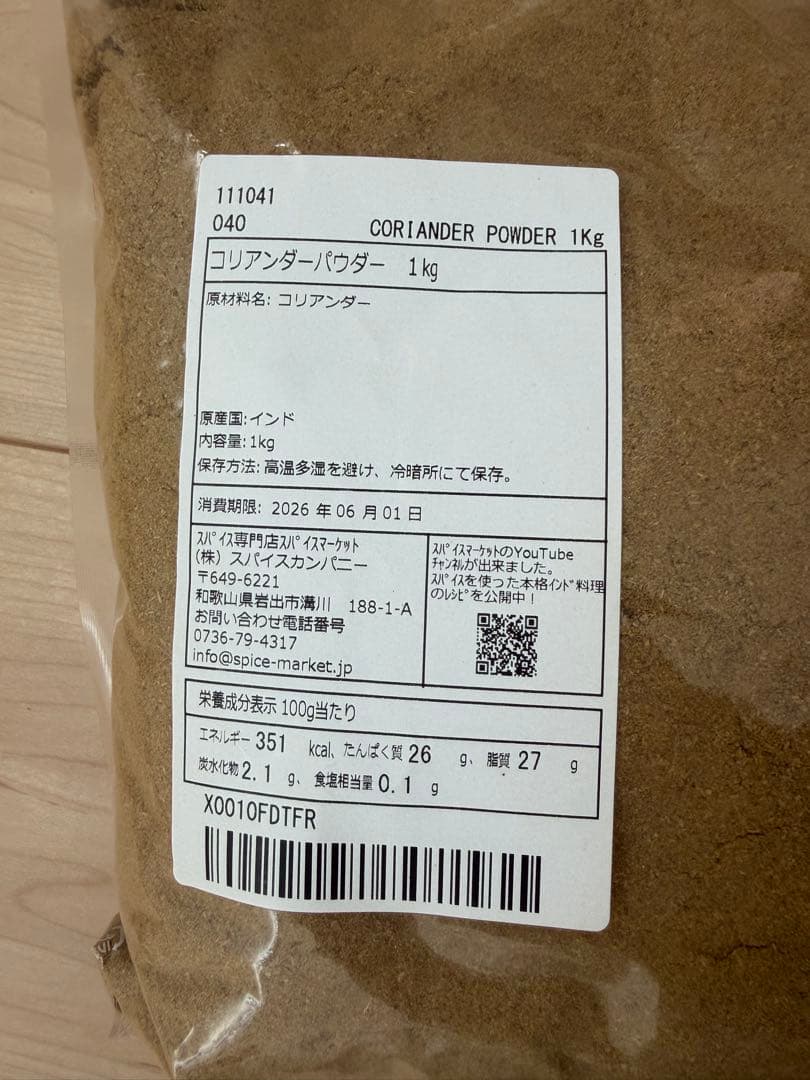 111041
040 CORIANDER POWDER 1Kg
コリアンダーパウダー 1㎏
原材料名: コリアンダー
原産国:インド
内容量:1kg
保存方法:高温多湿を避け、冷暗所にて保存。
消費期限: 2026 年 06 月 01 日
ｽﾊﾟｲｽ専門店ｽﾊﾟｲｽﾏｰｹｯﾄ
(株) スパイスカンパニー
〒649-6221
和歌山県岩出市溝川 188-1-A
お問い合わせ電話番号
0736-79-4317
info@spice-market.jp
ｽﾊﾟｲｽﾏｰｹｯﾄのYouTube
ﾁｬﾝﾈﾙが出来ました。
ｽﾊﾟｲｽを使った本格ｲﾝﾄﾞ料理
のﾚｼﾋﾟを公開中！
栄養成分表示 100g当たり
エネルギー 351 kcal、たんぱく質 26 g、脂質 27 g
炭水化物 2.1 g、食塩相当量 0.1 g
X0010FDTFR